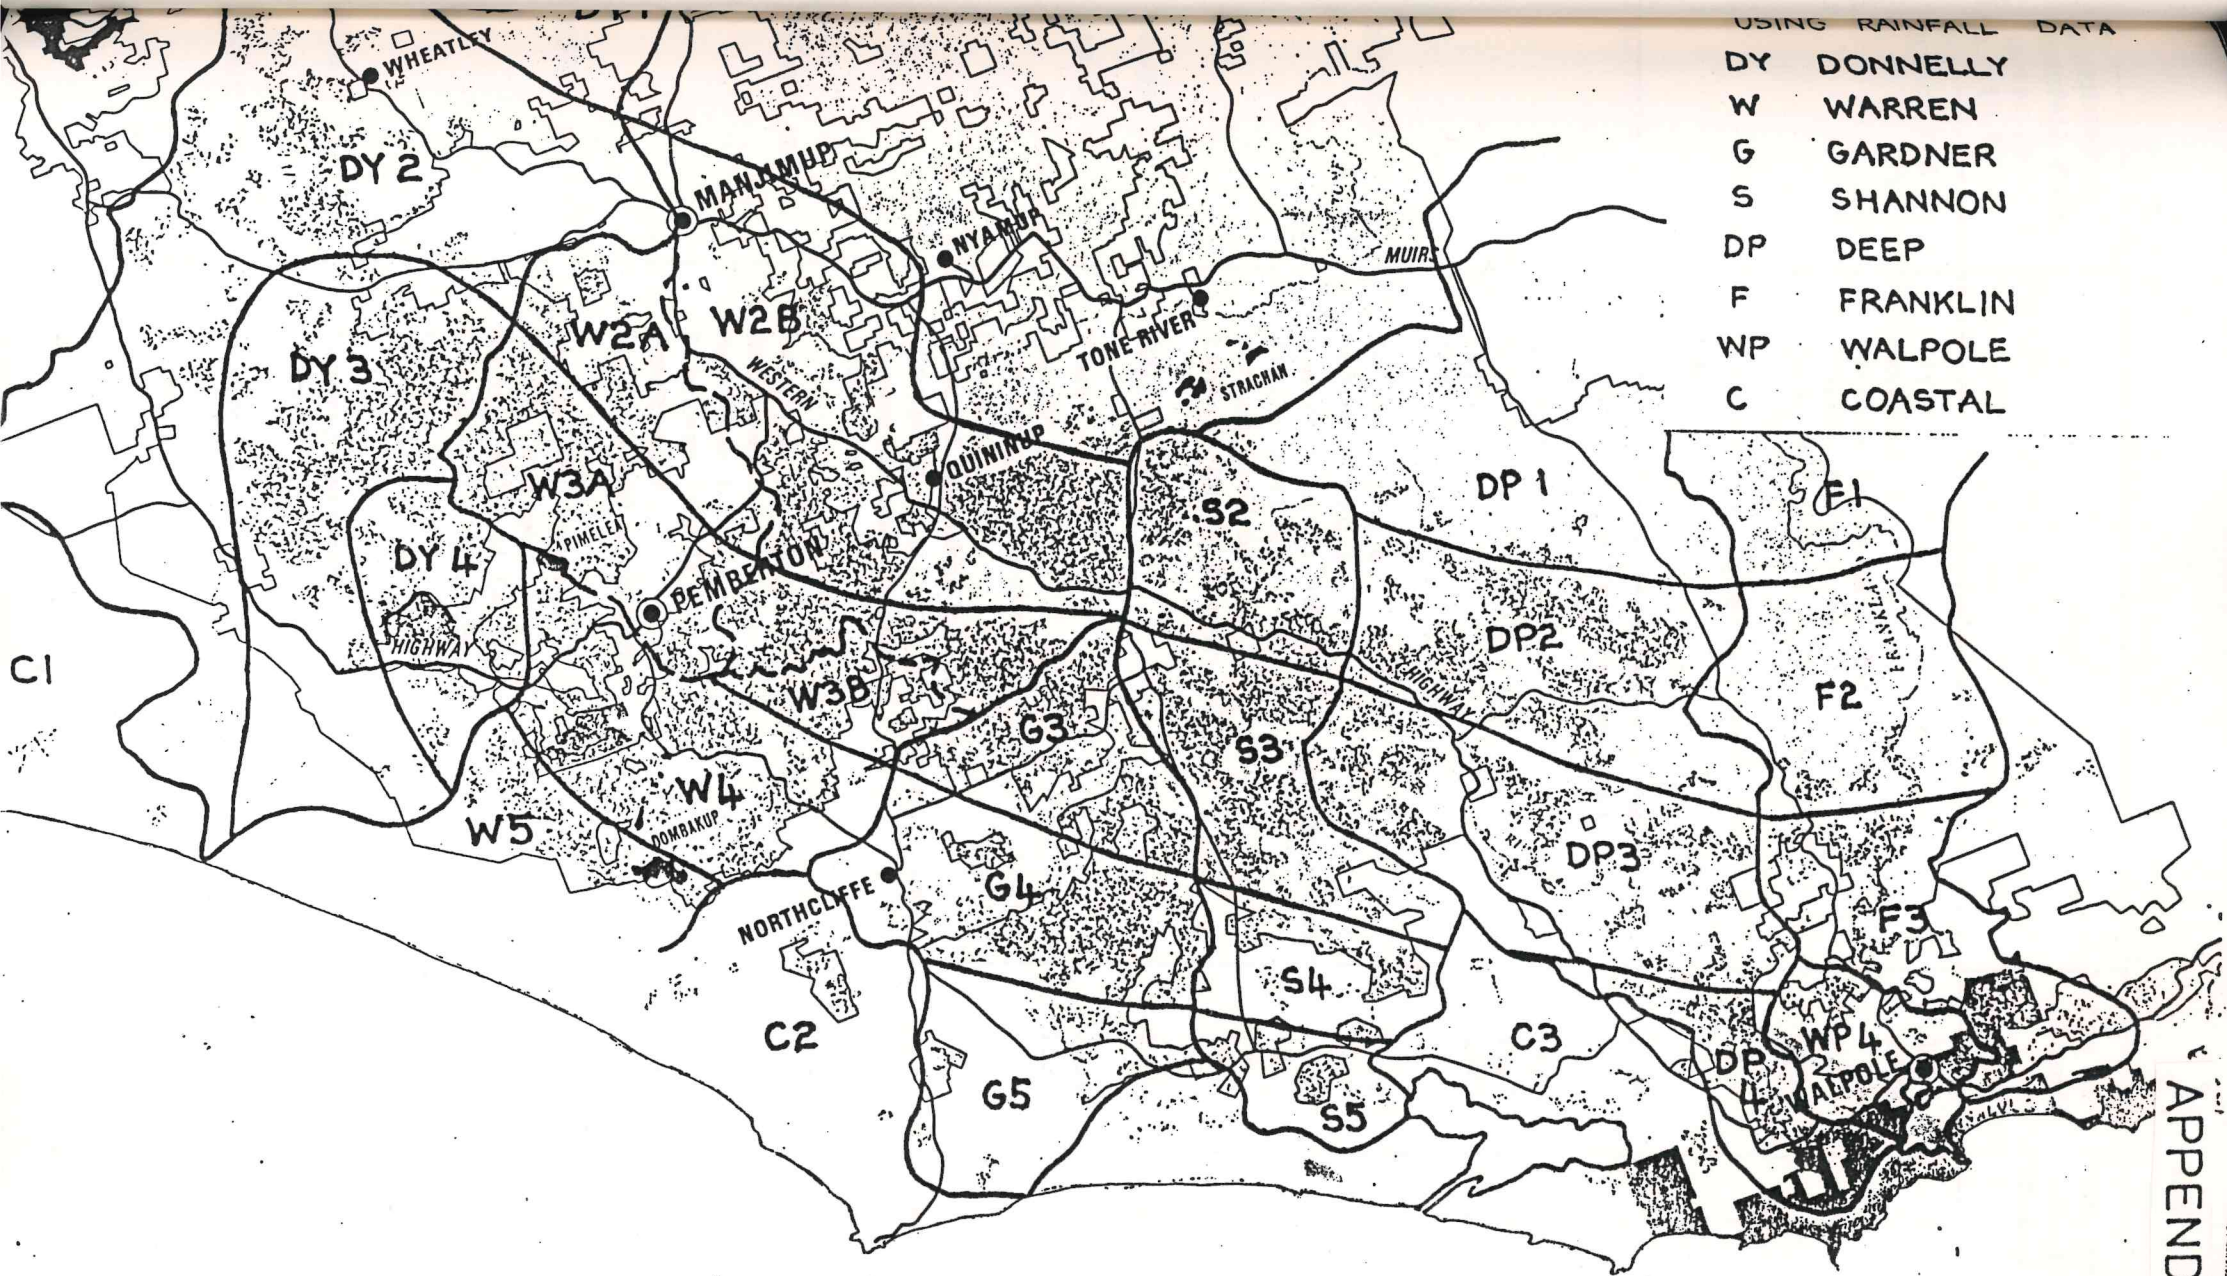 USING RAINFALL DATA
DY DONNELLY
W WARREN
G GARDNER
S SHANNON
DP DEEP
F FRANKLIN
WP WALPOLE
C COASTAL
WHEATLEY
DY 2
MANJIMUP
NYAMUP
MUIRS
W2A
W2B
TONE RIVER
STRACHAN
DY 3
WESTERN
QUININUP
W3A
S2
DP 1
F1
PIMELEA
DY 4
PEMBERTON
HIGHWAY
C1
W3B
G3
S3
DP2
HIGHWAY
F2
W4
W5
DOMBAKUP
DP3
G4
NORTHCLIFFE
F3
S4
C2
C3
WP4
DP
4
WALPOLE
G5
S5
APPEND